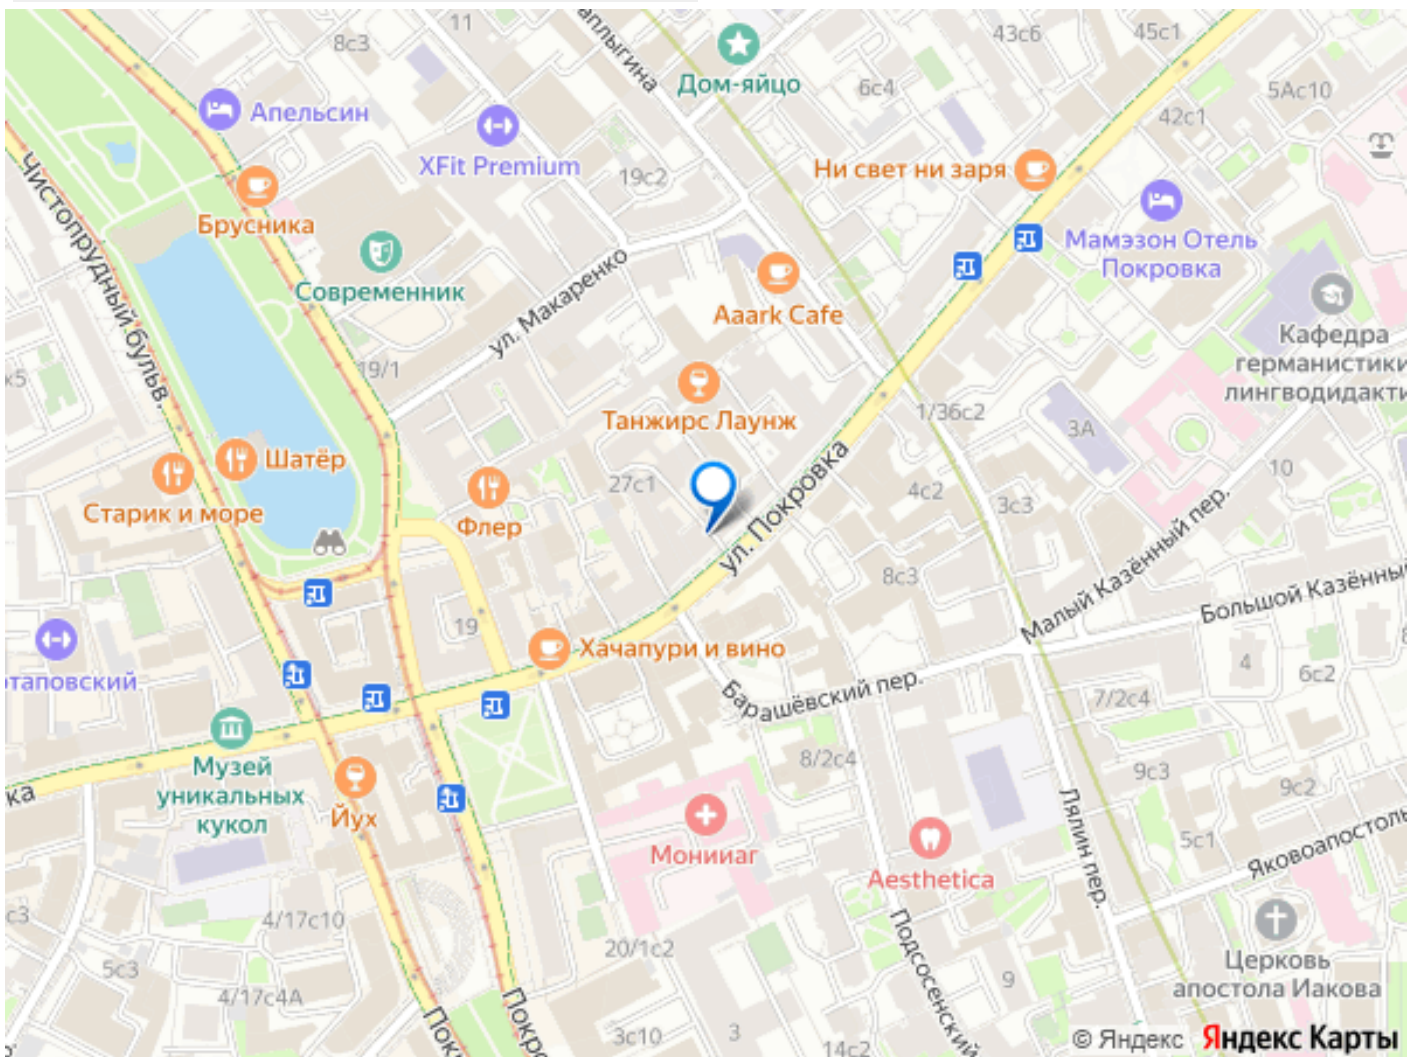 11
8с3
аплыгина
Дом-яйцо
43с6
45с1
6с4
5Ас10
42с1
Апельсин
XFit Premium
19с2
Ни свет ни заря
Чистопрудный бульв.
Брусника
Современник
ул. Макаренко
Мамэзон Отель
Покровка
Aaark Cafe
Кафедра
германистики
лингводидакти
19/1
х5
Танжирс Лаунж
1/36с2
3А
Шатёр
Старик и море
27с1
Флер
ул. Покровка
4с2
3с3
10
8с3
Малый Казённый пер.
Большой Казённы
19
Хачапури и вино
4
6с2
отаповский
Барашёвский пер.
7/2с4
Музей
уникальных
кукол
ка
Йух
8/2с4
9с3
9с2
Монииаг
Aesthetica
Лялин пер.
5с1
Яковоапостоль
с3
4/17с10
20/1с2
Подсосенский
5с3
4/17с4А
9
Церковь
апостола Иакова
Покр
Покро
3с10
3
14с2
© Яндекс Яндекс Карты